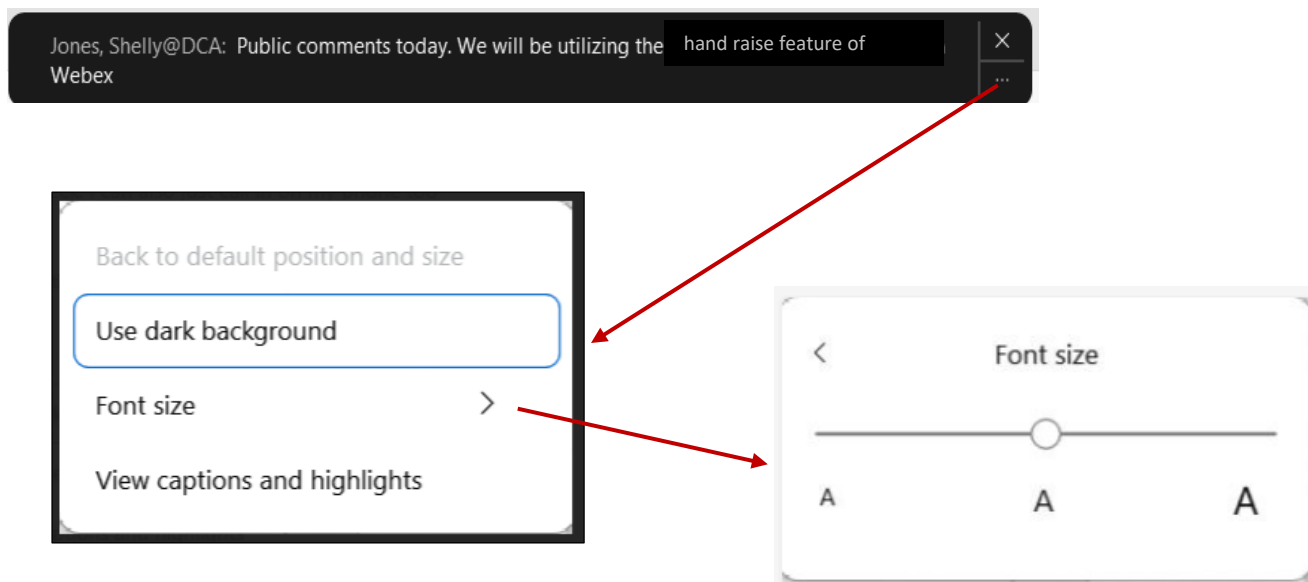 Jones, Shelly@DCA: Public comments today. We will be utilizing the hand raise feature of
Webex
...
Back to default position and size
Use dark background
Font size
View captions and highlights
Font size
A A A